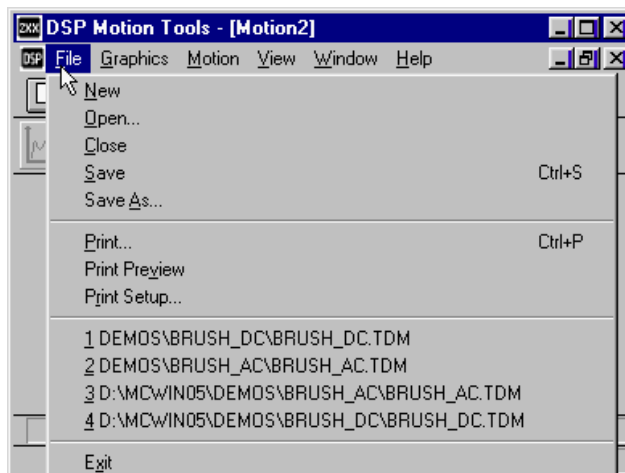 ZXX DSP Motion Tools - [Motion2]
DSP File Graphics Motion View Window Help
New
Open...
Close
Save Ctrl+S
Save As...
Print... Ctrl+P
Print Preview
Print Setup...
1 DEMOS\BRUSH_DC\BRUSH_DC.TDM
2 DEMOS\BRUSH_AC\BRUSH_AC.TDM
3 D:\MCWIN05\DEMOS\BRUSH_AC\BRUSH_AC.TDM
4 D:\MCWIN05\DEMOS\BRUSH_DC\BRUSH_DC.TDM
Exit